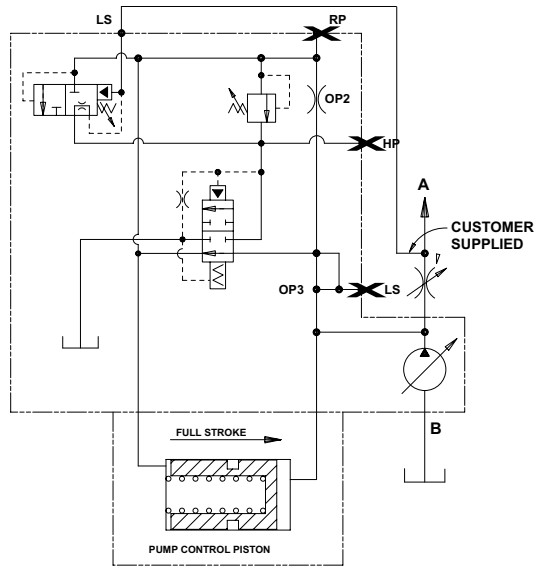 LS
RP
OP2
HP
A
CUSTOMER
SUPPLIED
OP3
LS
B
FULL STROKE
PUMP CONTROL PISTON